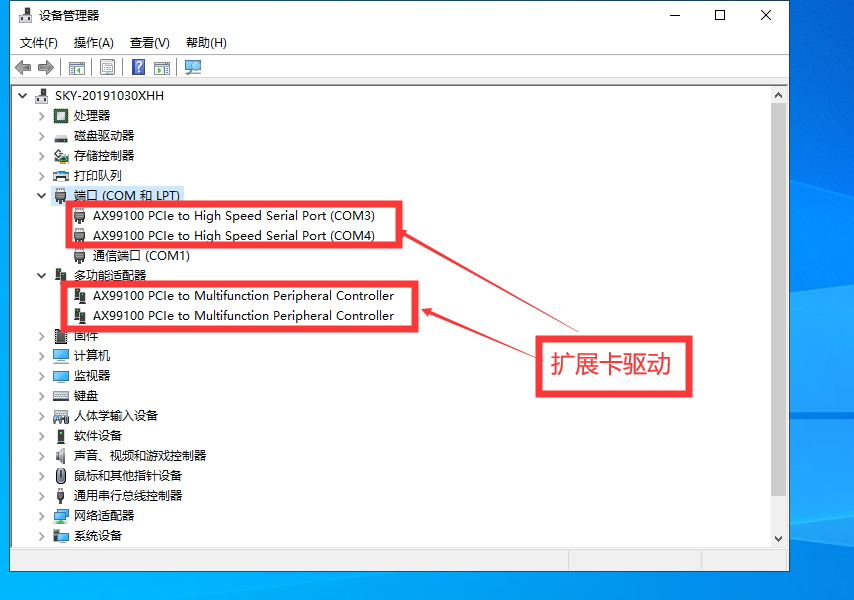 设备管理器
文件(F) 操作(A) 查看(V) 帮助(H)
SKY-20191030XHH
处理器
磁盘驱动器
存储控制器
打印队列
端口 (COM 和 LPT)
AX99100 PCIe to High Speed Serial Port (COM3)
AX99100 PCIe to High Speed Serial Port (COM4)
通信端口 (COM1)
多功能适配器
AX99100 PCIe to Multifunction Peripheral Controller
AX99100 PCIe to Multifunction Peripheral Controller
扩展卡驱动
固件
计算机
监视器
键盘
人体学输入设备
软件设备
声音、视频和游戏控制器
鼠标和其他指针设备
通用串行总线控制器
网络适配器
系统设备